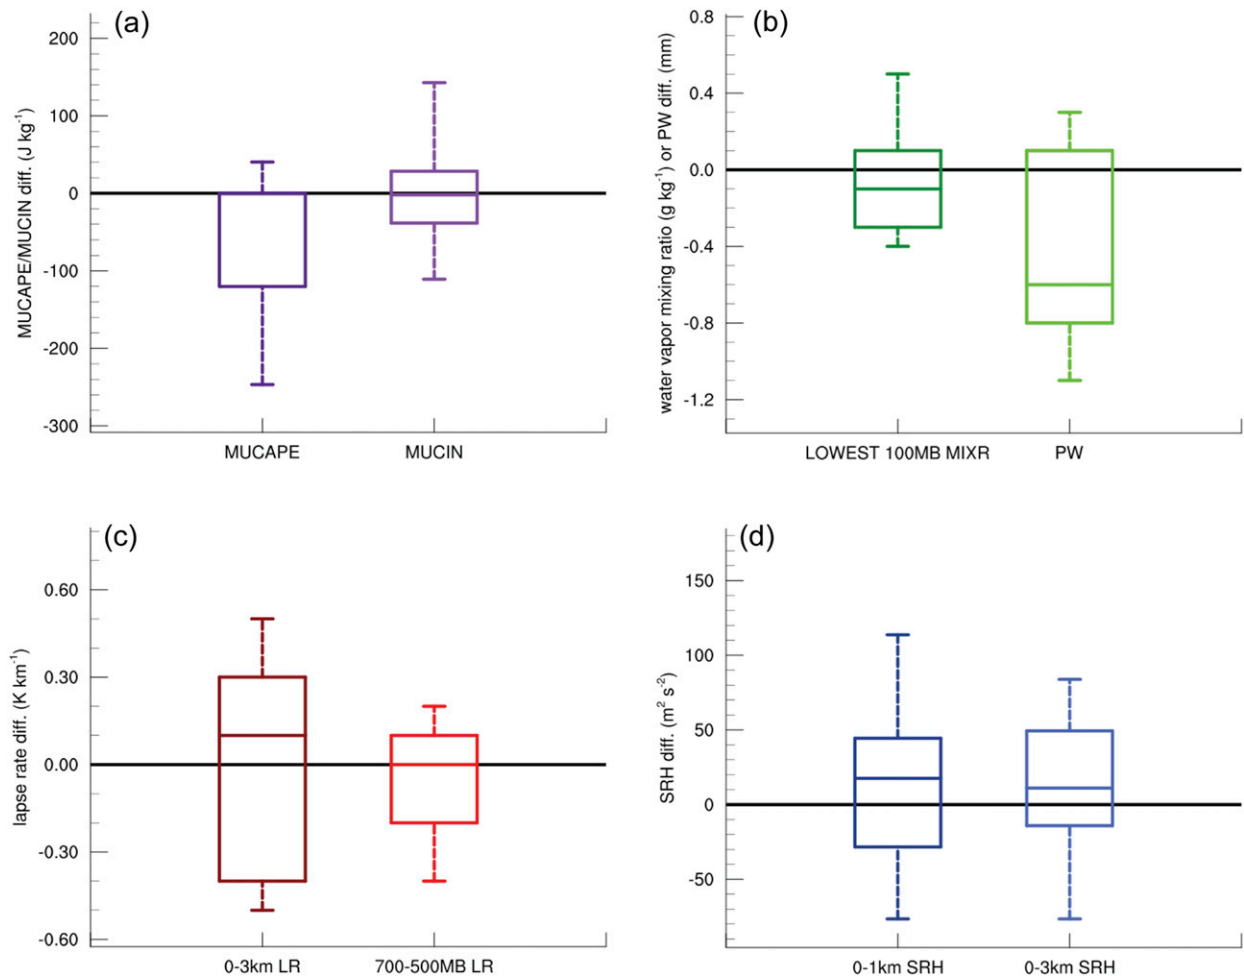 (a)
MUCAPE/MUCIN diff. (J kg⁻¹)
200
100
0
-100
-200
-300
MUCAPE MUCIN
(b)
water vapor mixing ratio (g kg⁻¹) or PW diff. (mm)
0.8
0.4
0.0
-0.4
-0.8
-1.2
LOWEST 100MB MIXR PW
(c)
lapse rate diff. (K km⁻¹)
0.60
0.30
0.00
-0.30
-0.60
0-3km LR 700-500MB LR
(d)
SRH diff. (m² s⁻²)
150
100
50
0
-50
0-1km SRH 0-3km SRH